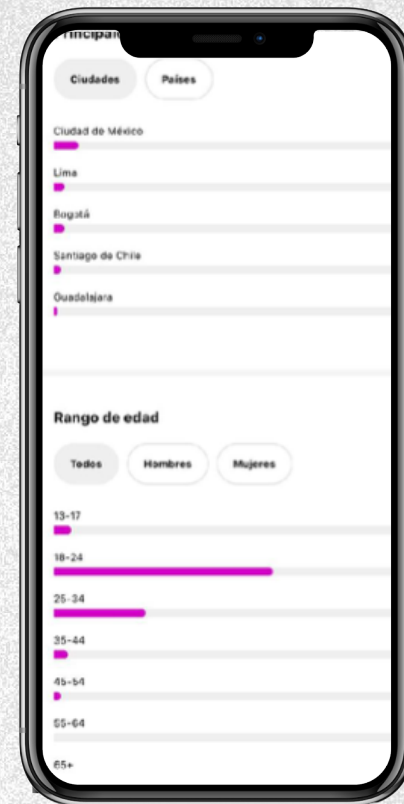 Ciudades Países
Ciudad de México
Lima
Bogotá
Santiago de Chile
Guadalajara
Rango de edad
Todos Hombres Mujeres
13-17
18-24
25-34
35-44
45-54
55-64
65+